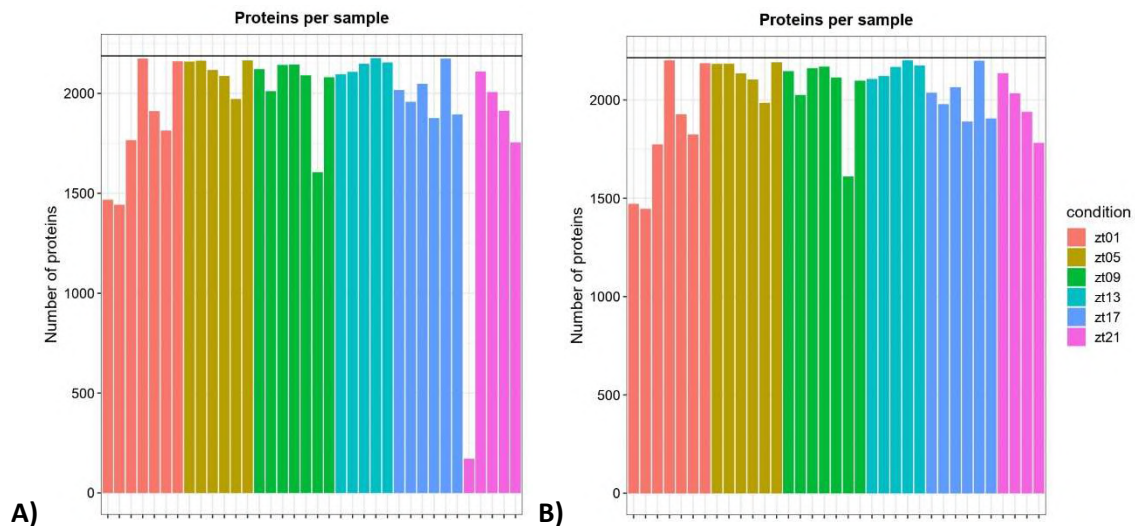 Proteins per sample
Number of proteins
2000
1500
1000
500
0
A)
Proteins per sample
Number of proteins
2000
1500
1000
500
0
B)
condition
zt01
zt05
zt09
zt13
zt17
zt21